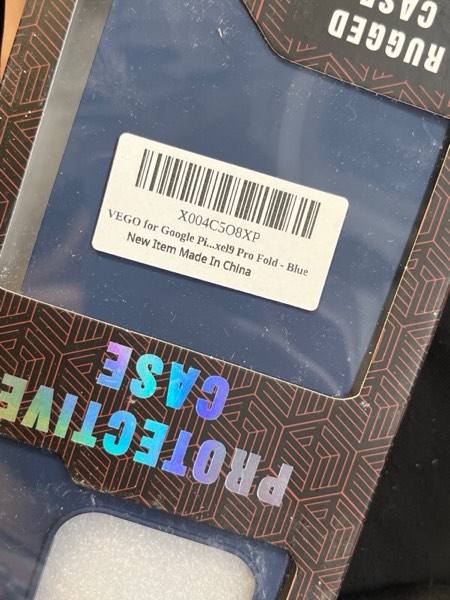 RUGGED
CASE
X004C5O8XP
VEGO for Google Pi...xel9 Pro Fold - Blue
New Item Made In China
PROTECTIVE
CASE